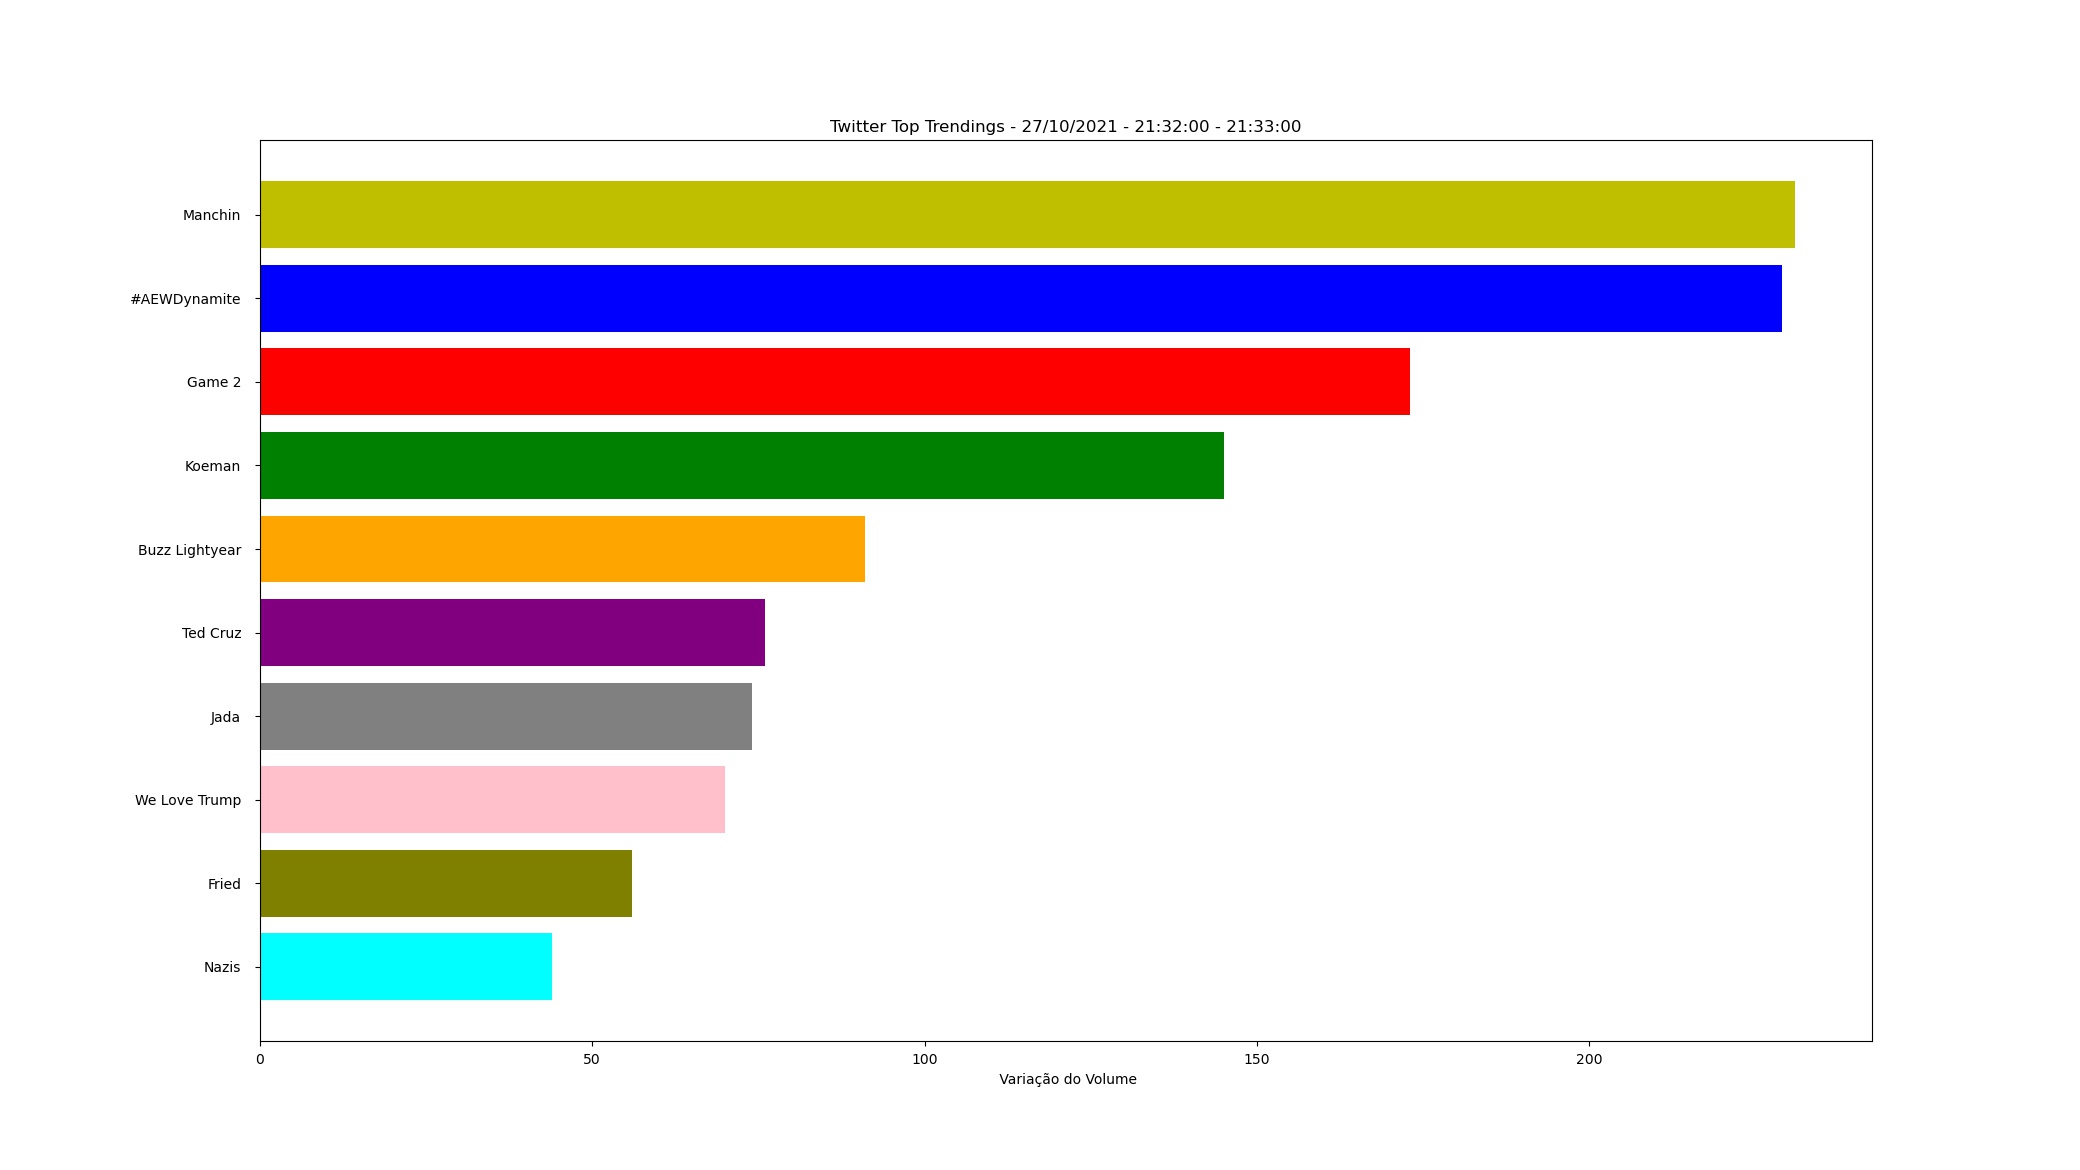 Twitter Top Trendings - 27/10/2021 - 21:32:00 - 21:33:00
Manchin
#AEWDynamite
Game 2
Koeman
Buzz Lightyear
Ted Cruz
Jada
We Love Trump
Fried
Nazis
0 50 100 150 200
Variação do Volume